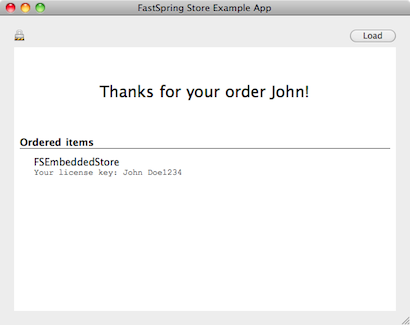 FastSpring Store Example App
Load
Thanks for your order John!
Ordered items
FSEmbeddedStore
Your license key: John Doe1234